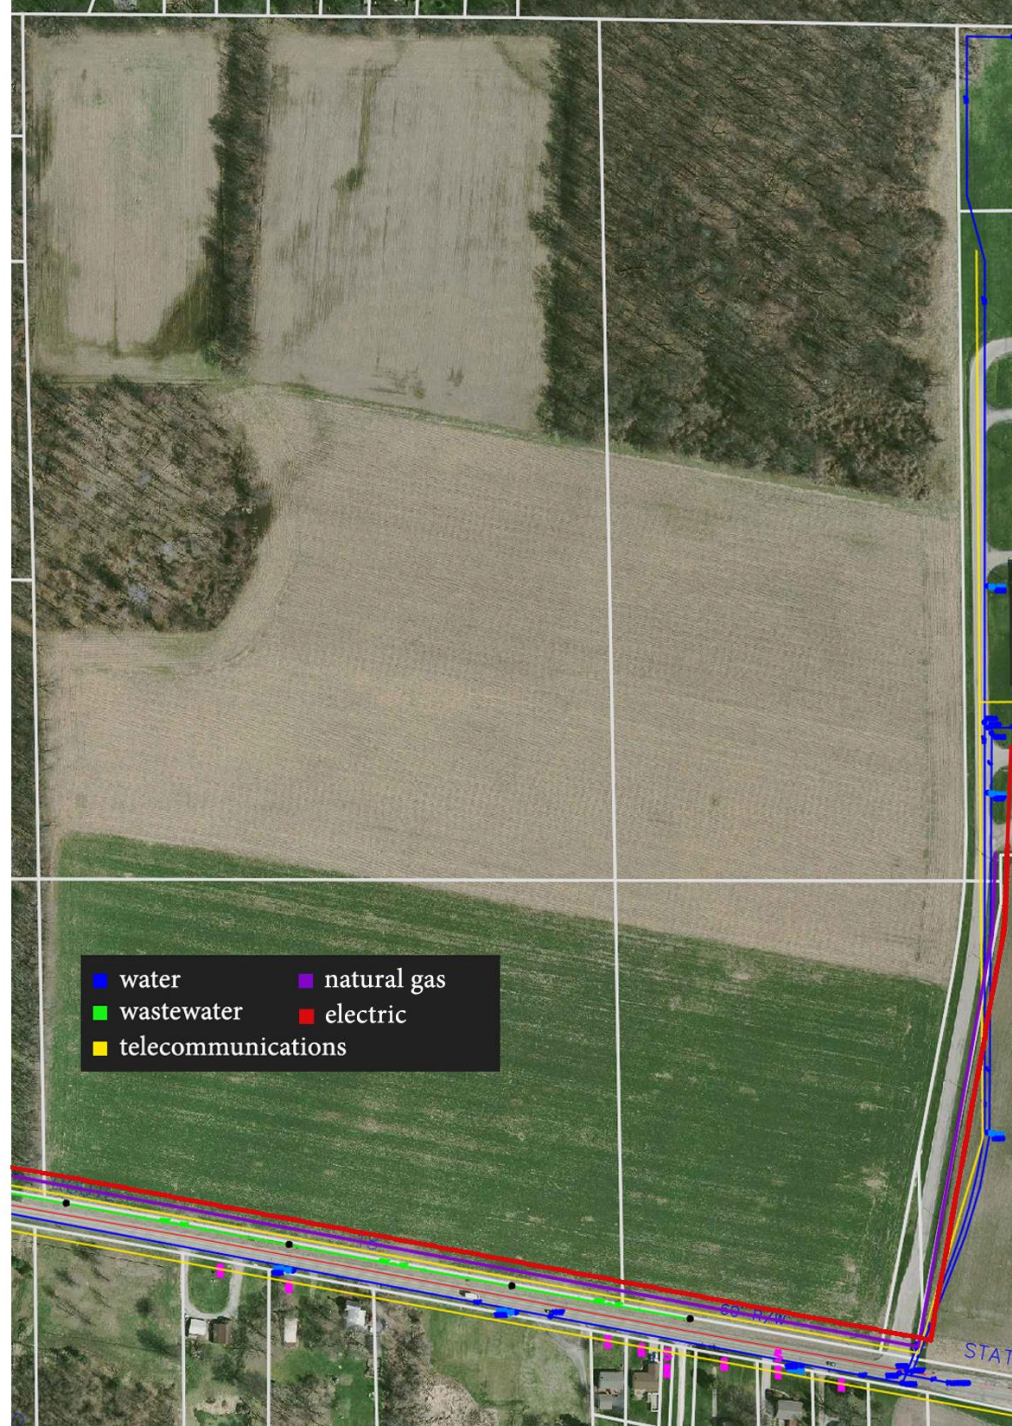 water
natural gas
wastewater
electric
telecommunications
60' R/W
STAT